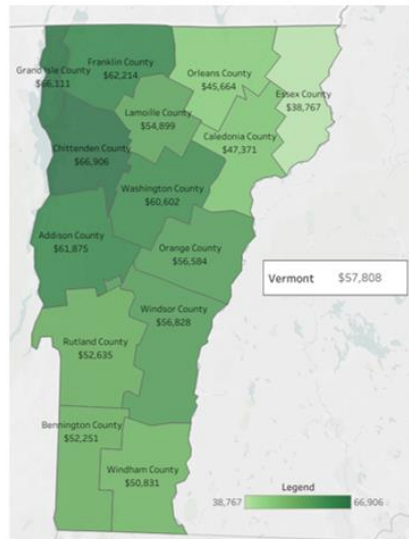 Franklin County
$62,214
Orleans County
$45,664
Grand Isle County
$66,111
Essex County
$38,767
Lamoille County
$54,899
Caledonia County
$47,371
Chittenden County
$66,906
Washington County
$60,602
Addison County
$61,875
Orange County
$56,584
Vermont $57,808
Windsor County
$56,828
Rutland County
$52,635
Bennington County
$52,251
Windham County
$50,831
Legend
38,767 66,906